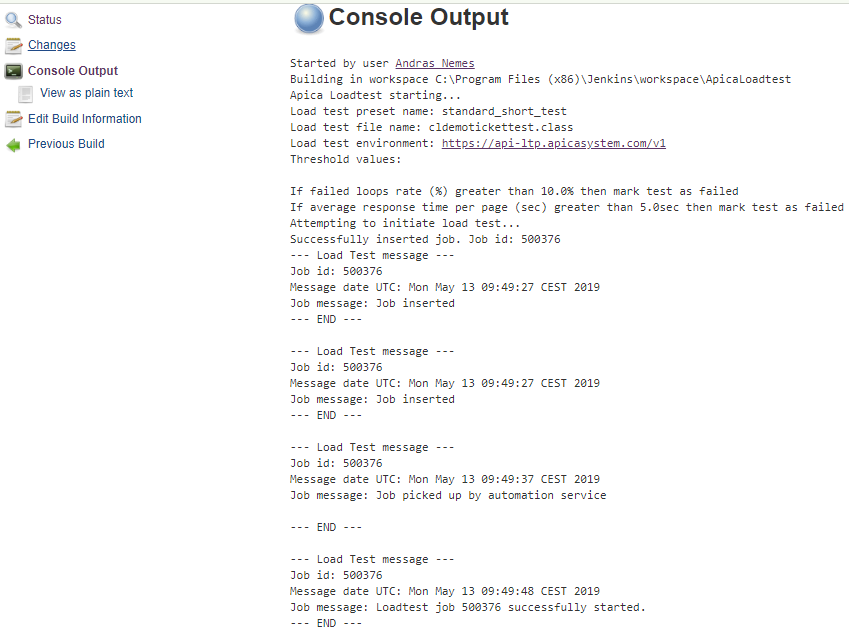 Status
Changes
Console Output
View as plain text
Edit Build Information
Previous Build
Console Output
Started by user Andras Nemes
Building in workspace C:\Program Files (x86)\Jenkins\workspace\ApicaLoadtest
Apica Loadtest starting...
Load test preset name: standard_short_test
Load test file name: cldemotickettest.class
Load test environment: https://api-ltp.apicasystem.com/v1
Threshold values:
If failed loops rate (%) greater than 10.0% then mark test as failed
If average response time per page (sec) greater than 5.0sec then mark test as failed
Attempting to initiate load test...
Successfully inserted job. Job id: 500376
--- Load Test message ---
Job id: 500376
Message date UTC: Mon May 13 09:49:27 CEST 2019
Job message: Job inserted
--- END ---
--- Load Test message ---
Job id: 500376
Message date UTC: Mon May 13 09:49:27 CEST 2019
Job message: Job inserted
--- END ---
--- Load Test message ---
Job id: 500376
Message date UTC: Mon May 13 09:49:37 CEST 2019
Job message: Job picked up by automation service
--- END ---
--- Load Test message ---
Job id: 500376
Message date UTC: Mon May 13 09:49:48 CEST 2019
Job message: Loadtest job 500376 successfully started.
--- END ---